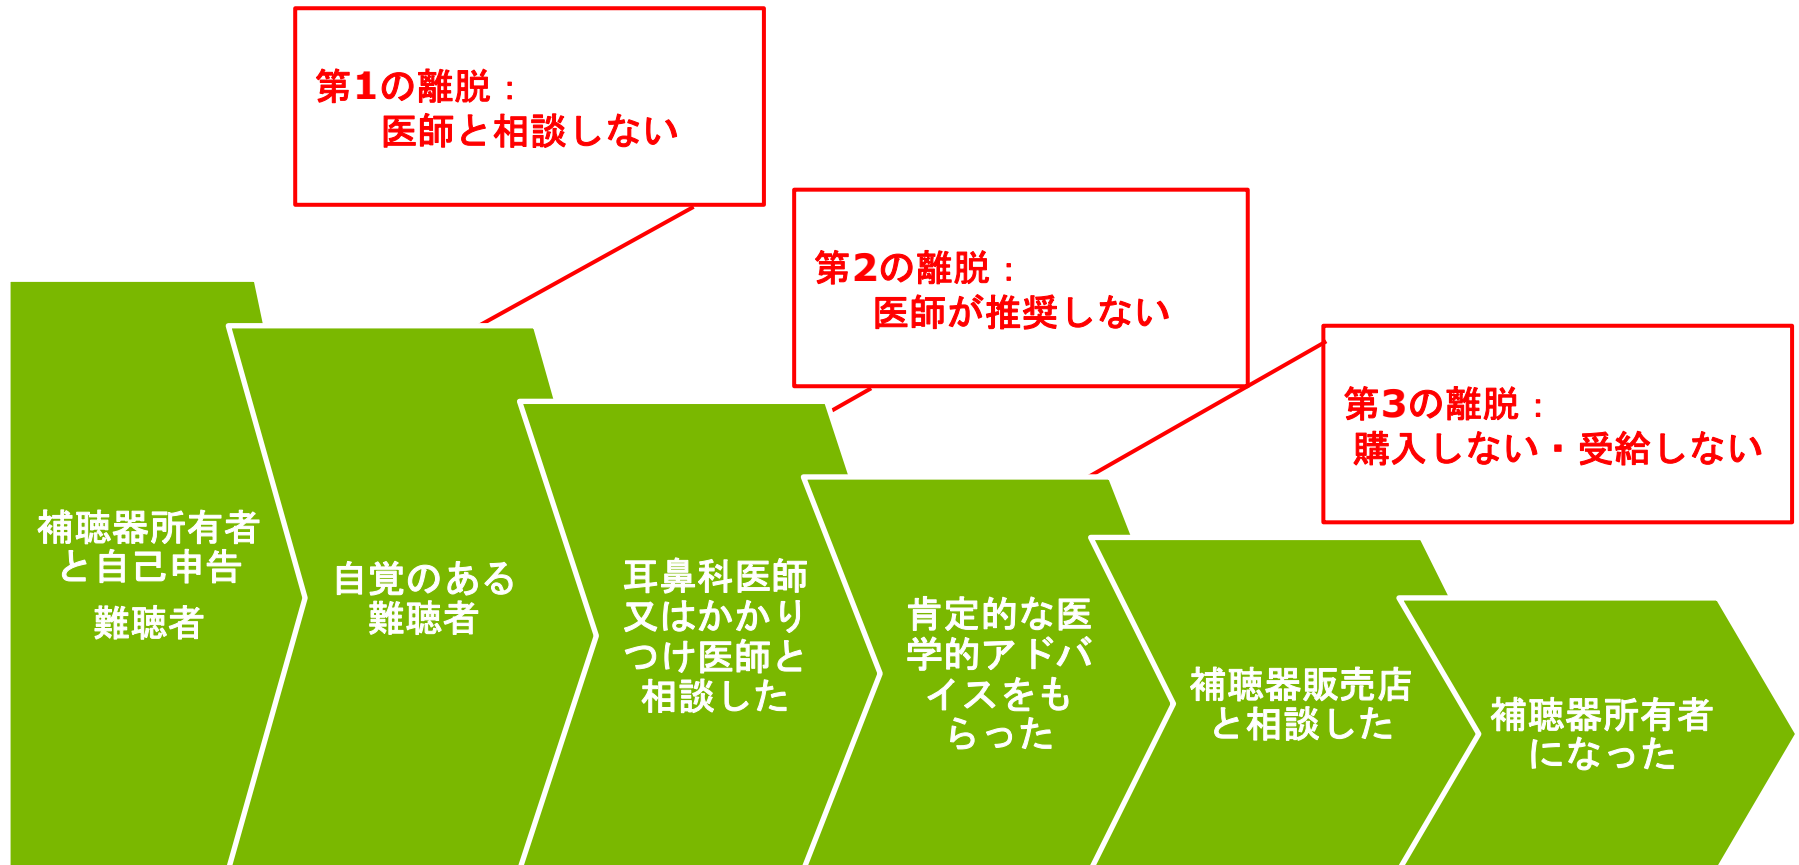 第1の離脱：
医師と相談しない
第2の離脱：
医師が推奨しない
第3の離脱：
購入しない・受給しない
補聴器所有者
と自己申告
難聴者
自覚のある
難聴者
耳鼻科医師
又はかかり
つけ医師と
相談した
肯定的な医
学的アドバ
イスをも
らった
補聴器販売店
と相談した
補聴器所有者
になった